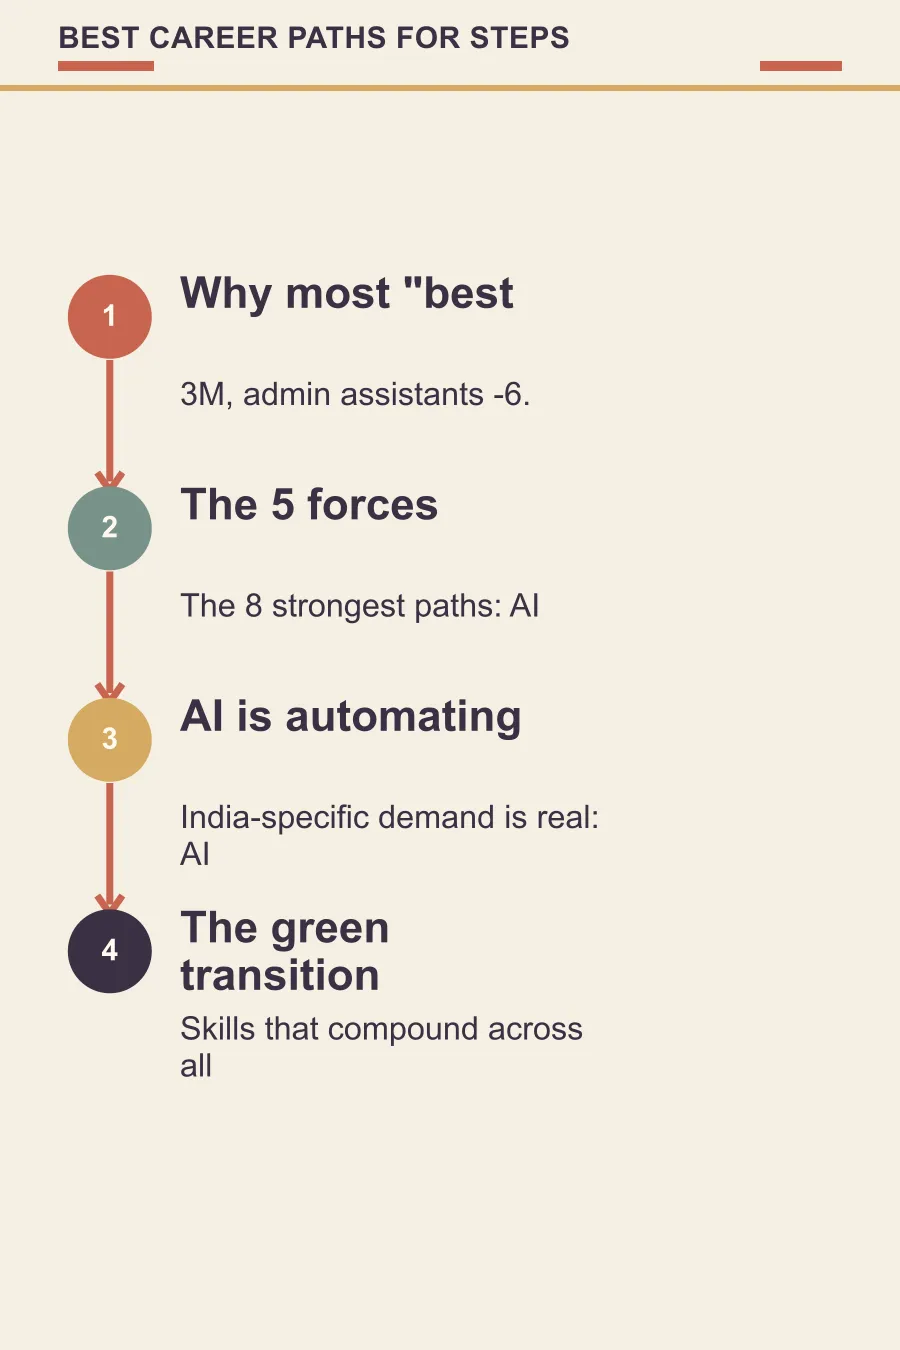 BEST CAREER PATHS FOR STEPS
1
Why most "best
3M, admin assistants -6.
2
The 5 forces
The 8 strongest paths: AI
3
AI is automating
India-specific demand is real:
AI
4
The green
transition
Skills that compound across
all